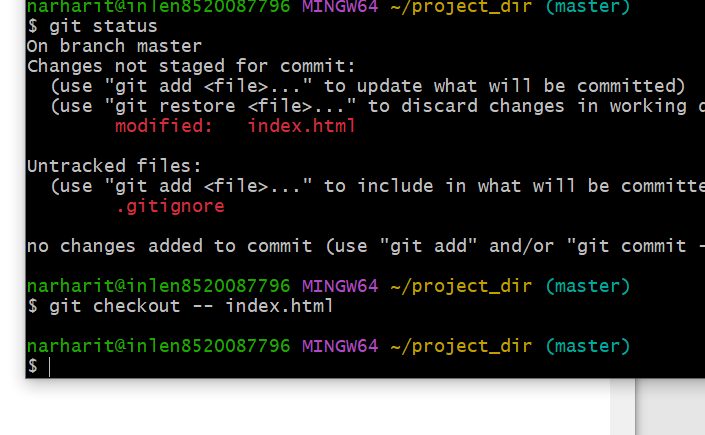 narharit@inlen8520087796 MINGW64 ~/project_dir (master)
$ git status
On branch master
Changes not staged for commit:
  (use "git add <file>..." to update what will be committed)
  (use "git restore <file>..." to discard changes in working
        modified:   index.html
Untracked files:
  (use "git add <file>..." to include in what will be committe
        .gitignore
no changes added to commit (use "git add" and/or "git commit -
narharit@inlen8520087796 MINGW64 ~/project_dir (master)
$ git checkout -- index.html
narharit@inlen8520087796 MINGW64 ~/project_dir (master)
$